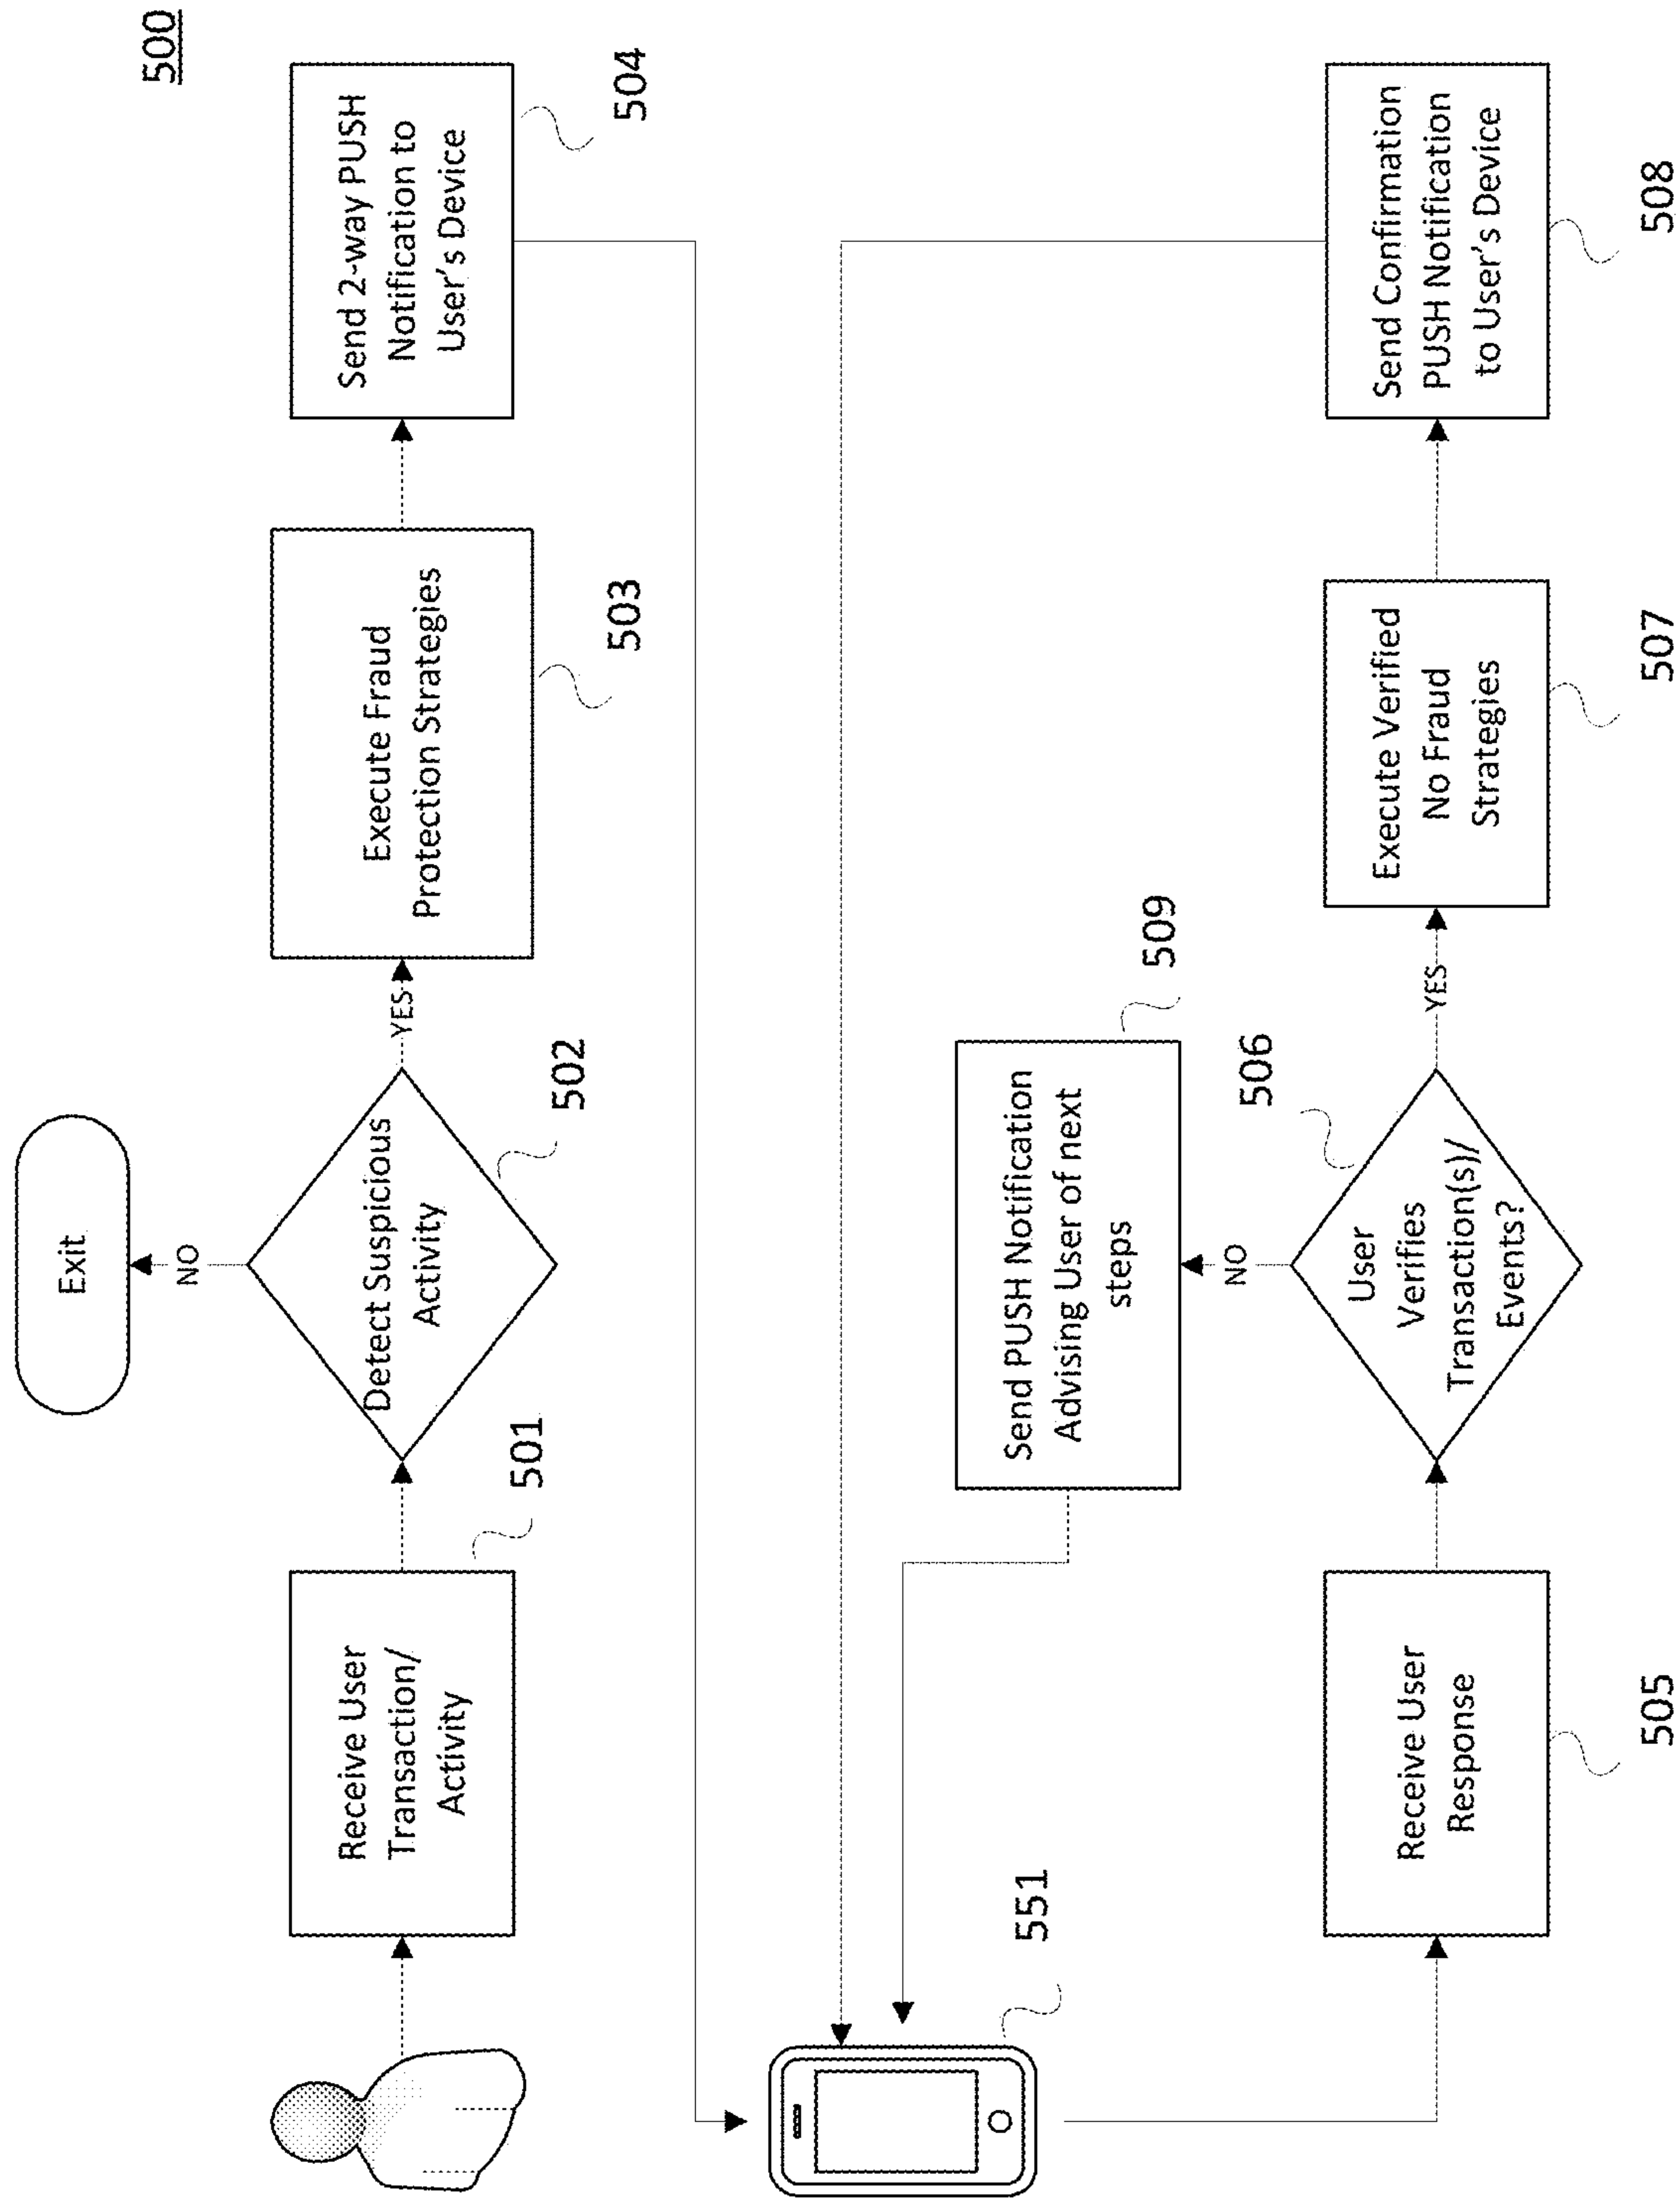 500
Exit
NO
Receive User
Transaction/
Activity
501
Detect Suspicious
Activity
502
YES
Execute Fraud
Protection Strategies
503
Send 2-way PUSH
Notification to
User's Device
504
551
Send PUSH Notification
Advising User of next
steps
509
NO
Receive User
Response
505
User
Verifies
Transaction(s)/
Events?
506
YES
Execute Verified
No Fraud
Strategies
507
Send Confirmation
PUSH Notification
to User's Device
508